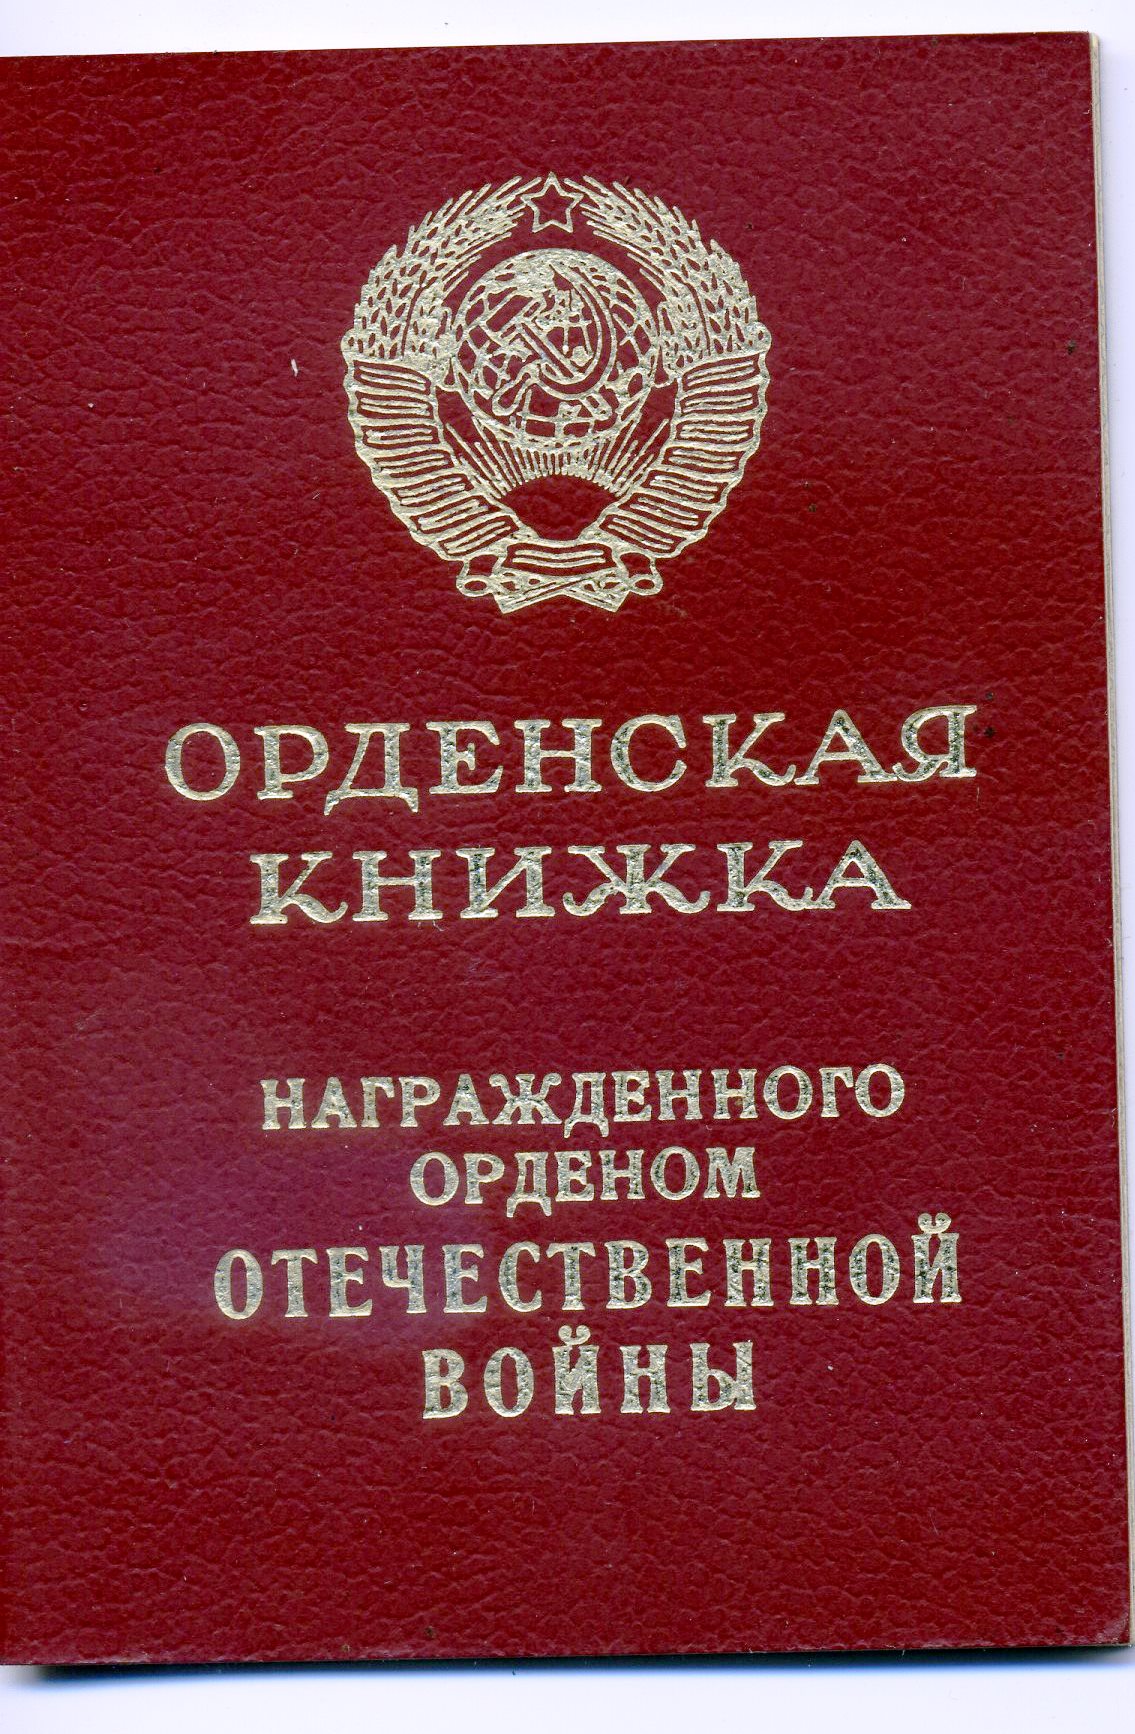 ОРДЕНСКАЯ
КНИЖКА
НАГРАЖДЕННОГО
ОРДЕНОМ
ОТЕЧЕСТВЕННОЙ
ВОЙНЫ